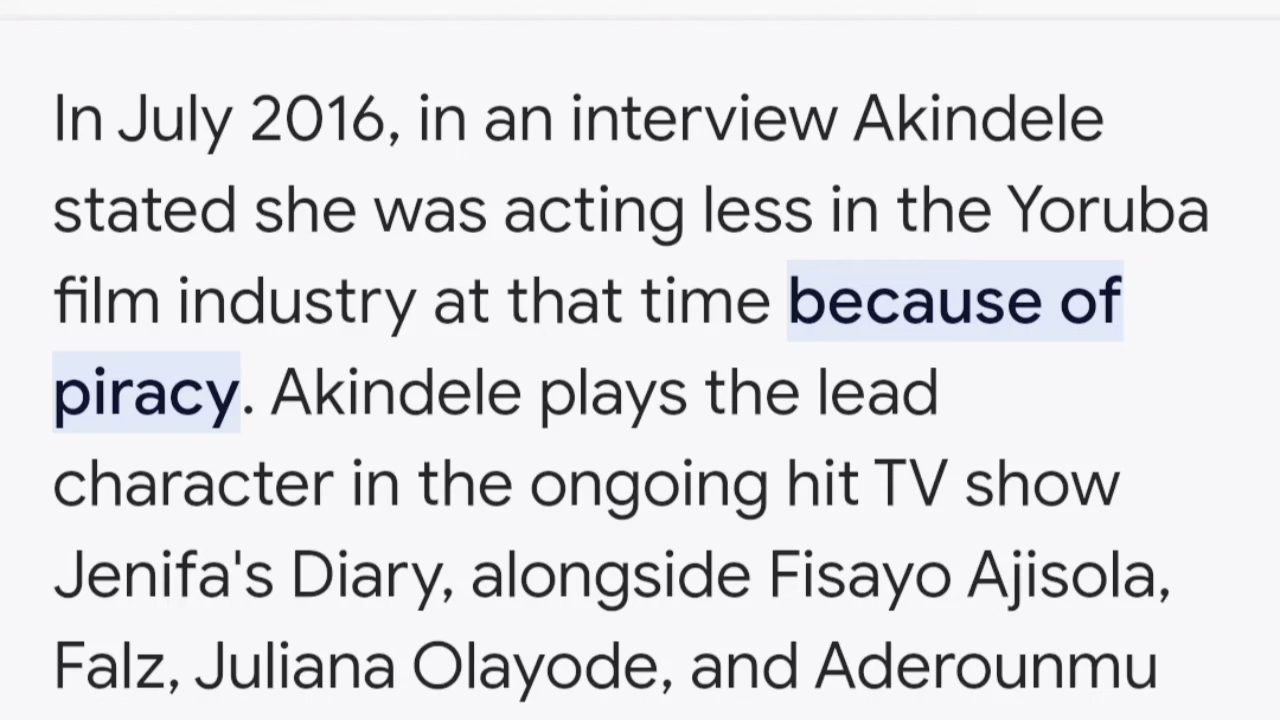 In July 2016, in an interview Akindele
stated she was acting less in the Yoruba
film industry at that time because of
piracy. Akindele plays the lead
character in the ongoing hit TV show
Jenifa's Diary, alongside Fisayo Ajisola,
Falz, Juliana Olayode, and Aderounmu